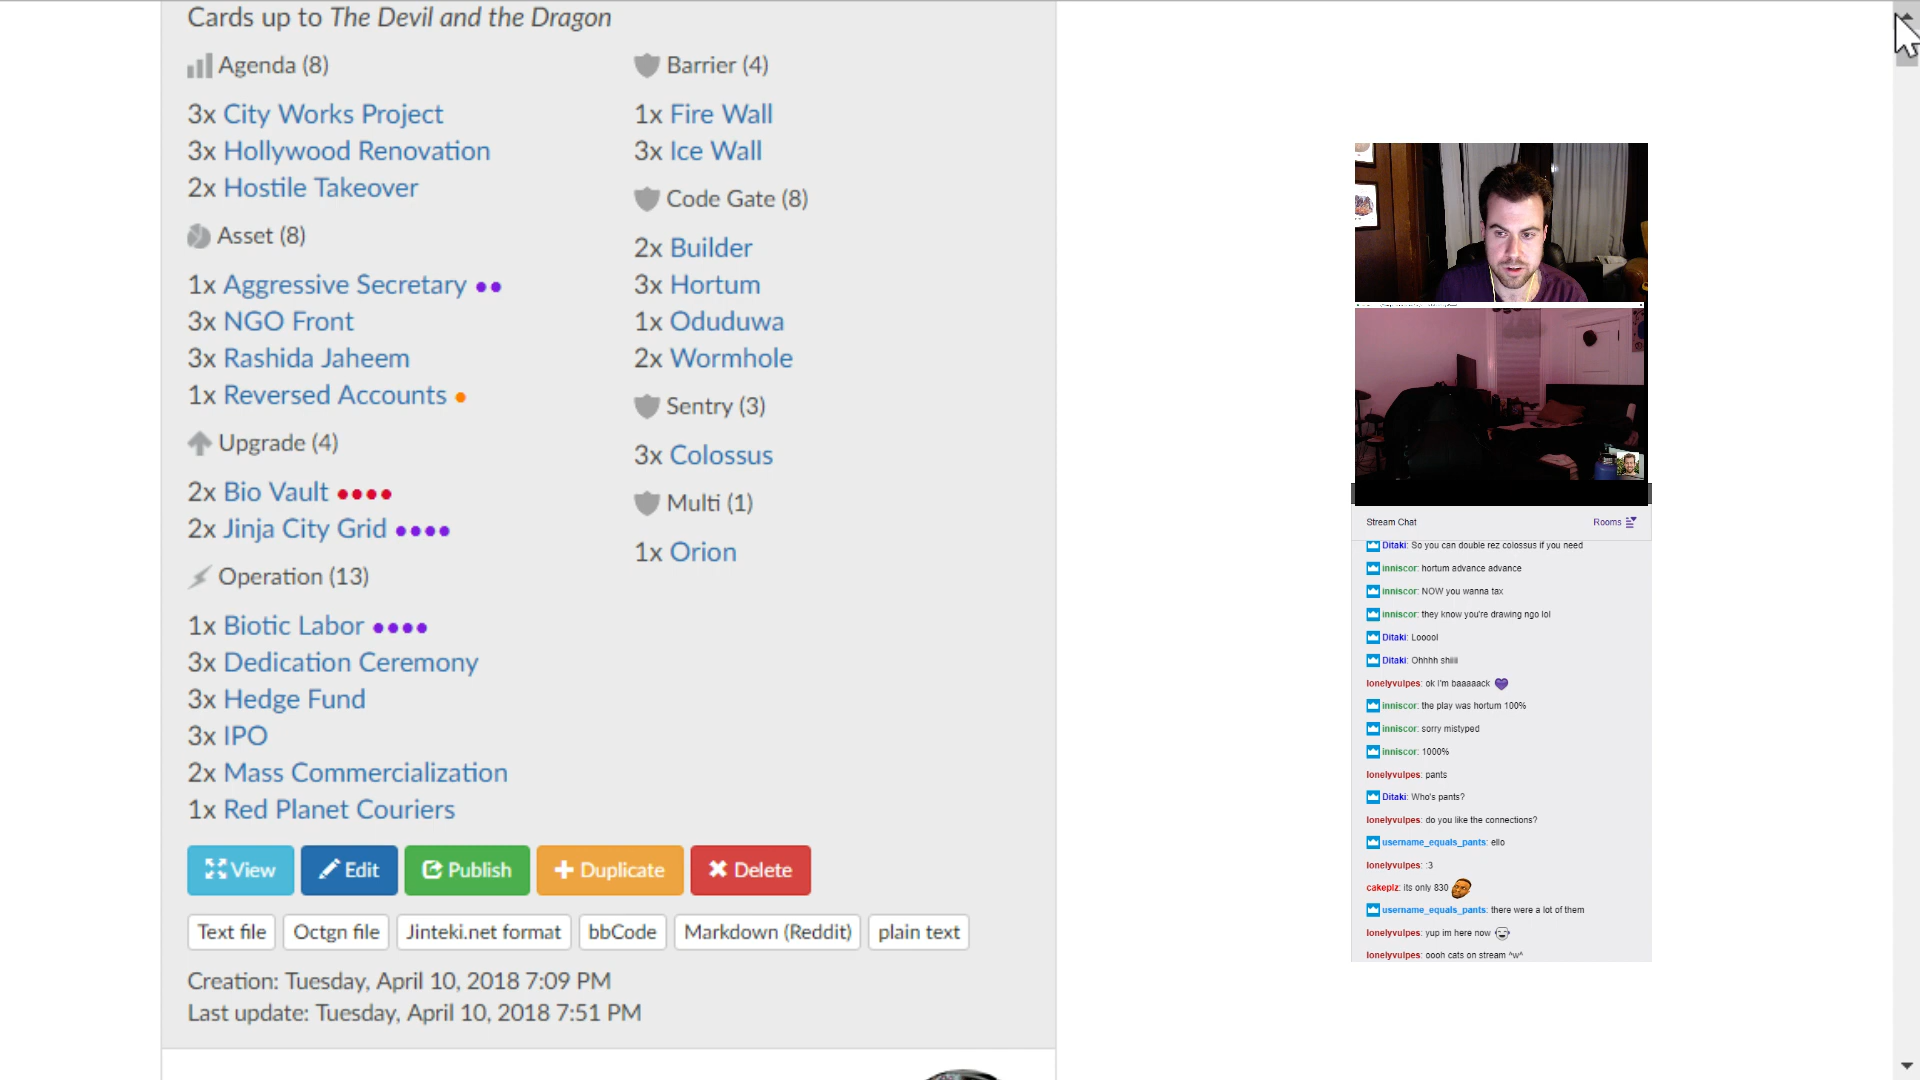 Cards up to The Devil and the Dragon
Agenda (8)
3x City Works Project
3x Hollywood Renovation
2x Hostile Takeover
Asset (8)
1x Aggressive Secretary
3x NGO Front
3x Rashida Jaheem
1x Reversed Accounts
Upgrade (4)
2x Bio Vault
2x Jinja City Grid
Operation (13)
1x Biotic Labor
3x Dedication Ceremony
3x Hedge Fund
3x IPO
2x Mass Commercialization
1x Red Planet Couriers
Barrier (4)
1x Fire Wall
3x Ice Wall
Code Gate (8)
2x Builder
3x Hortum
1x Oduduwa
2x Wormhole
Sentry (3)
3x Colossus
Multi (1)
1x Orion
View Edit Publish Duplicate Delete
Text file Octgn file Jinteki.net format bbCode Markdown (Reddit) plain text
Creation: Tuesday, April 10, 2018 7:09 PM
Last update: Tuesday, April 10, 2018 7:51 PM
Stream Chat Rooms
Ditaki: So you can double rez colossus if you need
inniscor: hortum advance advance
inniscor: NOW you wanna tax
inniscor: they know you're drawing ngo lol
Ditaki: Looool
Ditaki: Ohhhh shiiii
lonelyvulpes: ok i'm baaaaack
inniscor: the play was hortum 100%
inniscor: sorry mistyped
inniscor: 1000%
lonelyvulpes: pants
Ditaki: Who's pants?
lonelyvulpes: do you like the connections?
username_equals_pants: ello
lonelyvulpes: :3
cakeplz: its only 830
username_equals_pants: there were a lot of them
lonelyvulpes: yup im here now
lonelyvulpes: oooh cats on stream ^w^